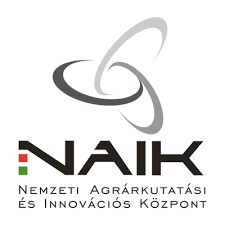 NAIK
NEMZETI AGRÁRKUTATÁSI
ÉS INNOVÁCIÓS KÖZPONT